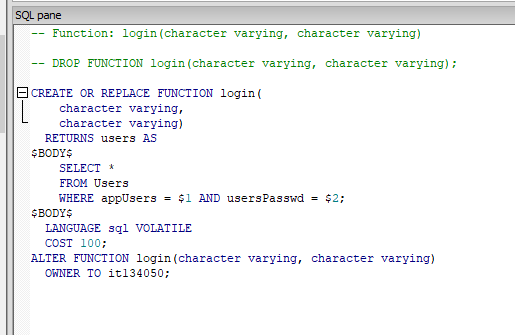 SQL pane
-- Function: login(character varying, character varying)
-- DROP FUNCTION login(character varying, character varying);
CREATE OR REPLACE FUNCTION login(
character varying,
character varying)
RETURNS users AS
$BODY$
SELECT *
FROM Users
WHERE appUsers = $1 AND usersPasswd = $2;
$BODY$
LANGUAGE sql VOLATILE
COST 100;
ALTER FUNCTION login(character varying, character varying)
OWNER TO it134050;